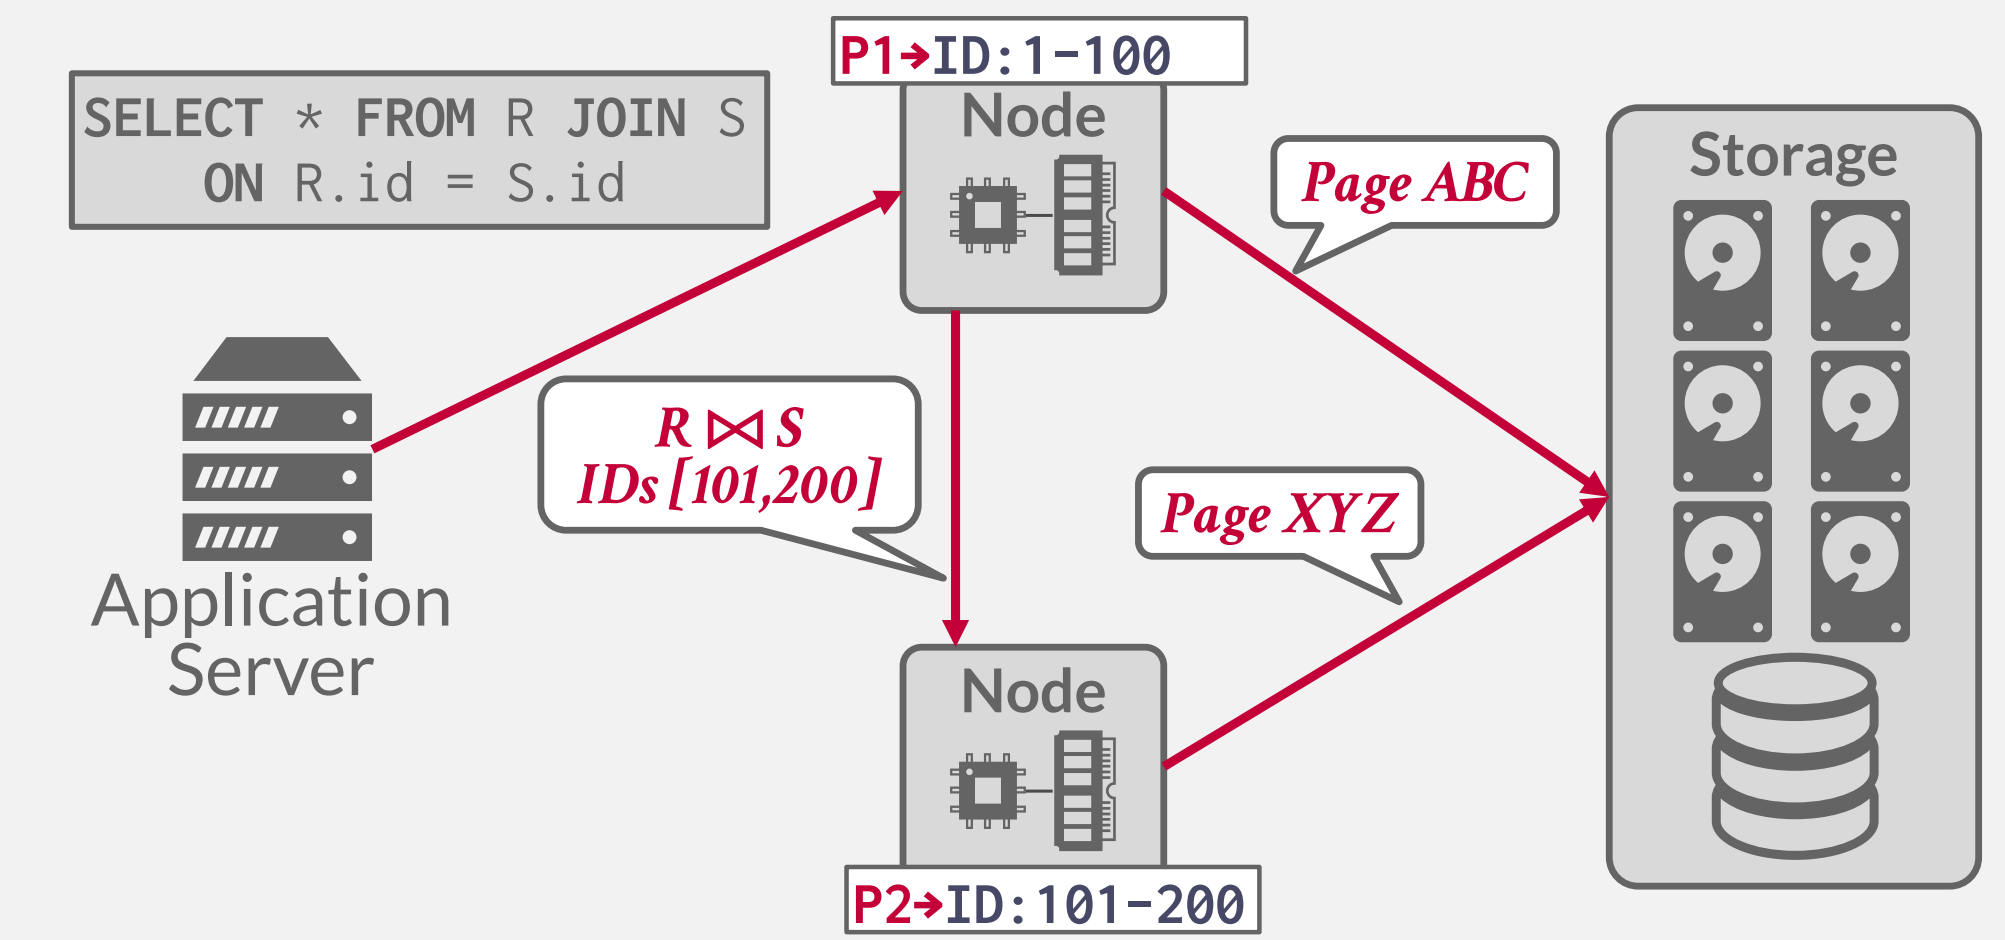 P1→ID:1-100
SELECT * FROM R JOIN S
ON R.id = S.id
Node
Page ABC
Storage
R ⋈ S
IDs [101,200]
Page XYZ
Application
Server
Node
P2→ID:101-200